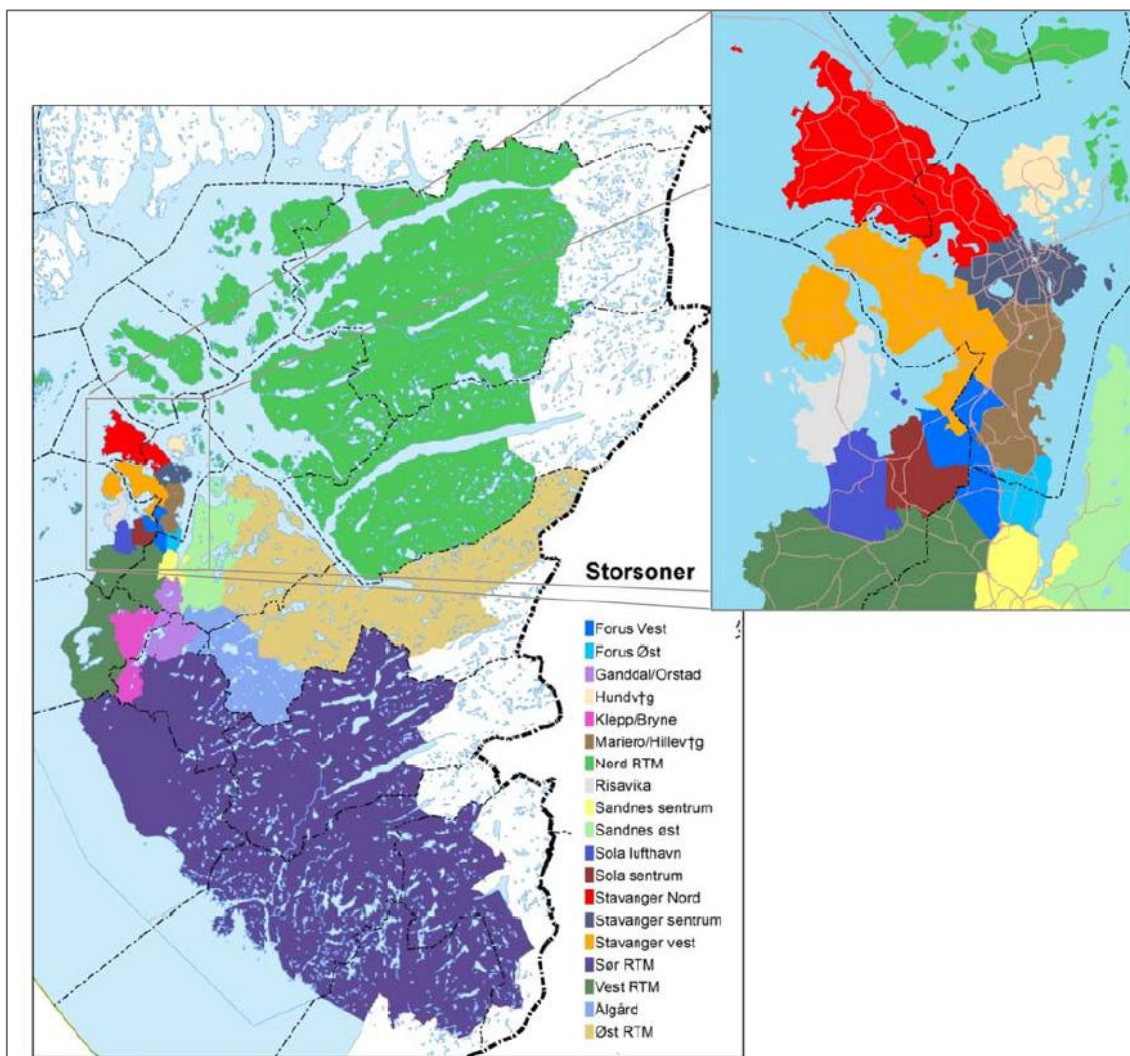 Storsoner
Forus Vest
Forus Øst
Ganddal/Orstad
Hundv†g
Klepp/Bryne
Mariero/Hillev†g
Nord RTM
Risavika
Sandnes sentrum
Sandnes øst
Sola lufthavn
Sola sentrum
Stavanger Nord
Stavanger sentrum
Stavanger vest
Sør RTM
Vest RTM
Ålgård
Øst RTM